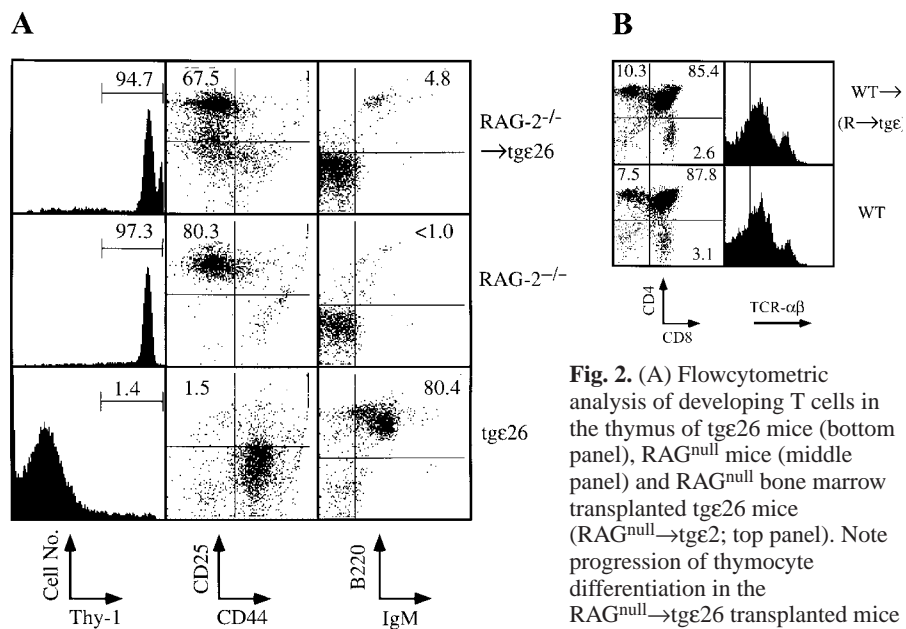 A
B
94.7
67.5
4.8
RAG-2-/-
→tgε26
97.3
80.3
<1.0
RAG-2-/-
1.4
1.5
80.4
tgε26
Cell No.
Thy-1
CD25
CD44
B220
IgM
10.3
85.4
2.6
WT→
(R→tgε
7.5
87.8
3.1
WT
CD4
CD8
TCR-αβ
Fig. 2. (A) Flowcytometric
analysis of developing T cells in
the thymus of tgε26 mice (bottom
panel), RAGnull mice (middle
panel) and RAGnull bone marrow
transplanted tgε26 mice
(RAGnull→tgε2; top panel). Note
progression of thymocyte
differentiation in the
RAGnull→tgε26 transplanted mice